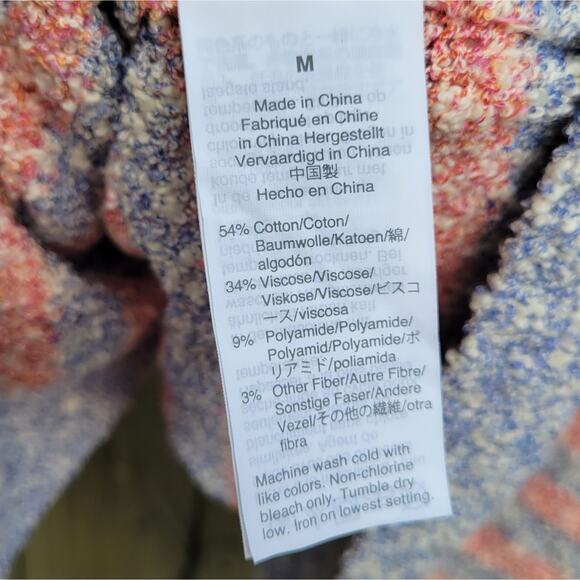 M
Made in China
Fabriqué en Chine
in China Hergestellt
Vervaardigd in China
中国製
Hecho en China
54% Cotton/Coton/
Baumwolle/Katoen/綿/
algodón
34% Viscose/Viscose/
Viskose/Viscose/ビスコ
ース/viscosa
9% Polyamide/Polyamide/
Polyamid/Polyamide/ポ
リアミド/poliamida
3% Other Fiber/Autre Fibre/
Sonstige Faser/Andere
Vezel/その他の繊維/otra
fibra
Machine wash cold with
like colors. Non-chlorine
bleach only. Tumble dry
low. Iron on lowest setting.